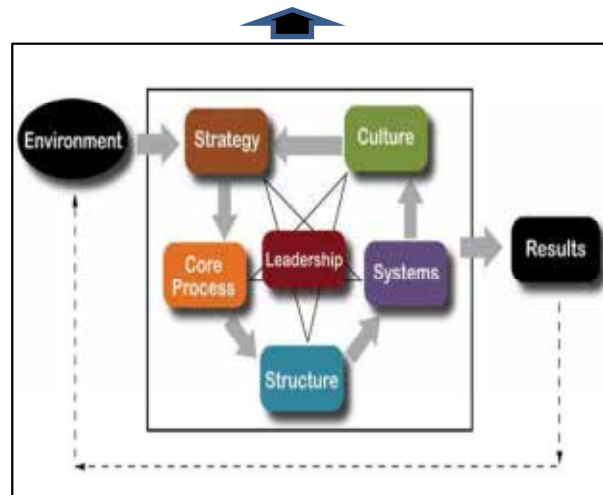 Environment
Strategy
Culture
Core
Process
Leadership
Systems
Results
Structure